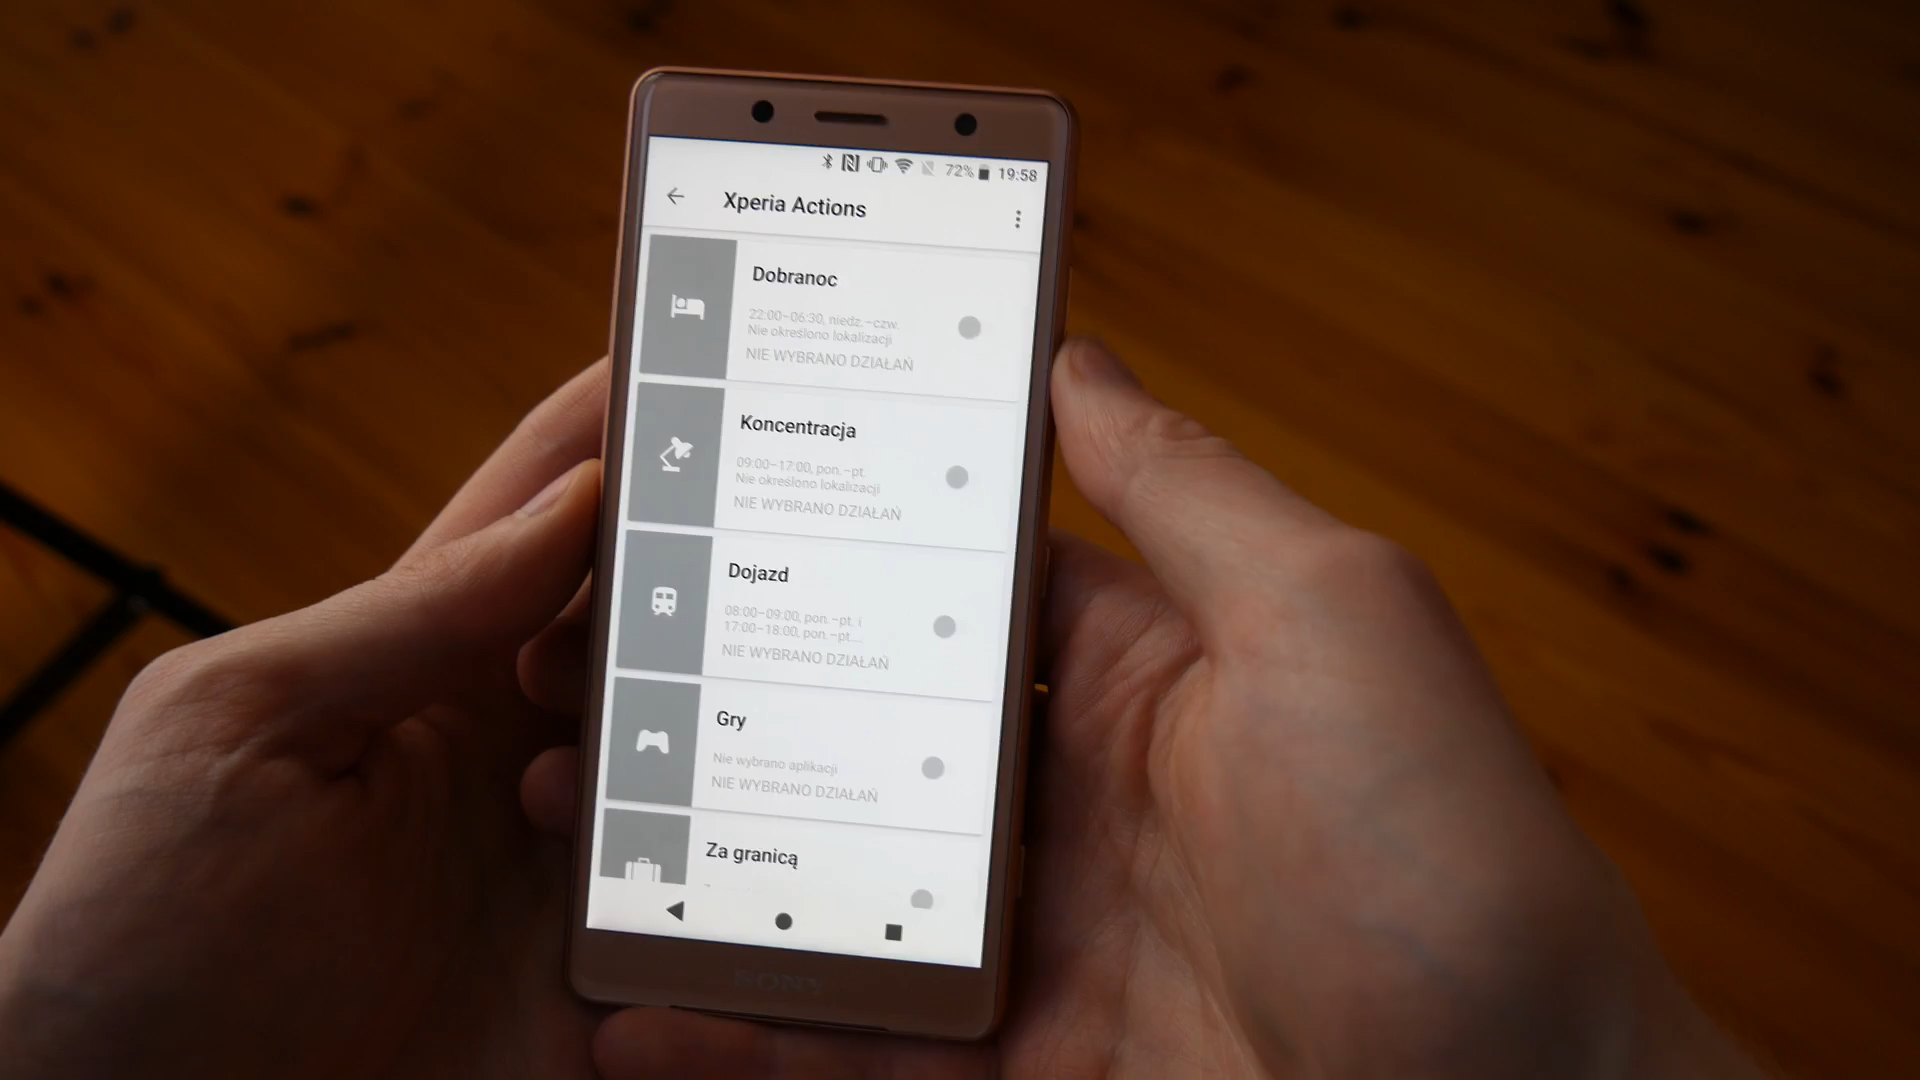 72% 19:58
Xperia Actions
Dobranoc
22:00–06:30, niedz.–czw.
Nie określono lokalizacji
NIE WYBRANO DZIAŁAŃ
Koncentracja
09:00–17:00, pon.–pt.
Nie określono lokalizacji
NIE WYBRANO DZIAŁAŃ
Dojazd
08:00–09:00, pon.–pt. i
17:00–18:00, pon.–pt....
NIE WYBRANO DZIAŁAŃ
Gry
Nie wybrano aplikacji
NIE WYBRANO DZIAŁAŃ
Za granicą
SONY